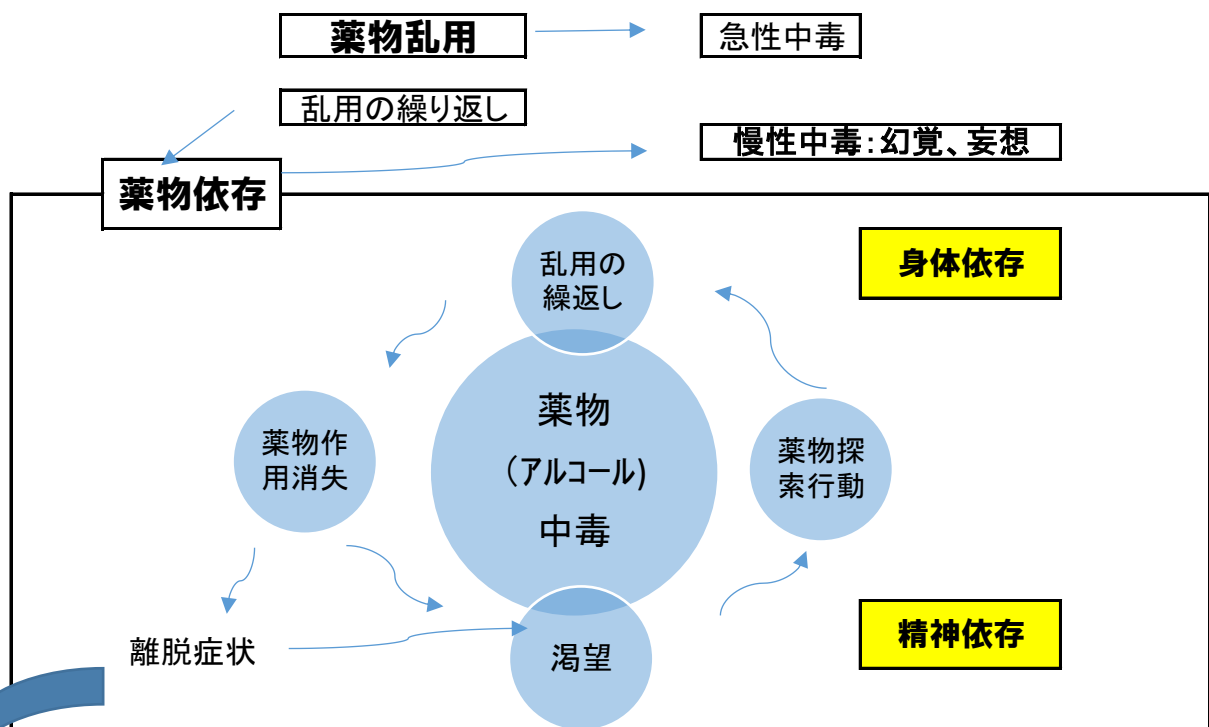 薬物乱用
急性中毒
乱用の繰り返し
慢性中毒：幻覚、妄想
薬物依存
乱用の
繰返し
身体依存
薬物
（アルコール)
中毒
薬物作
用消失
薬物探
索行動
離脱症状
渇望
精神依存